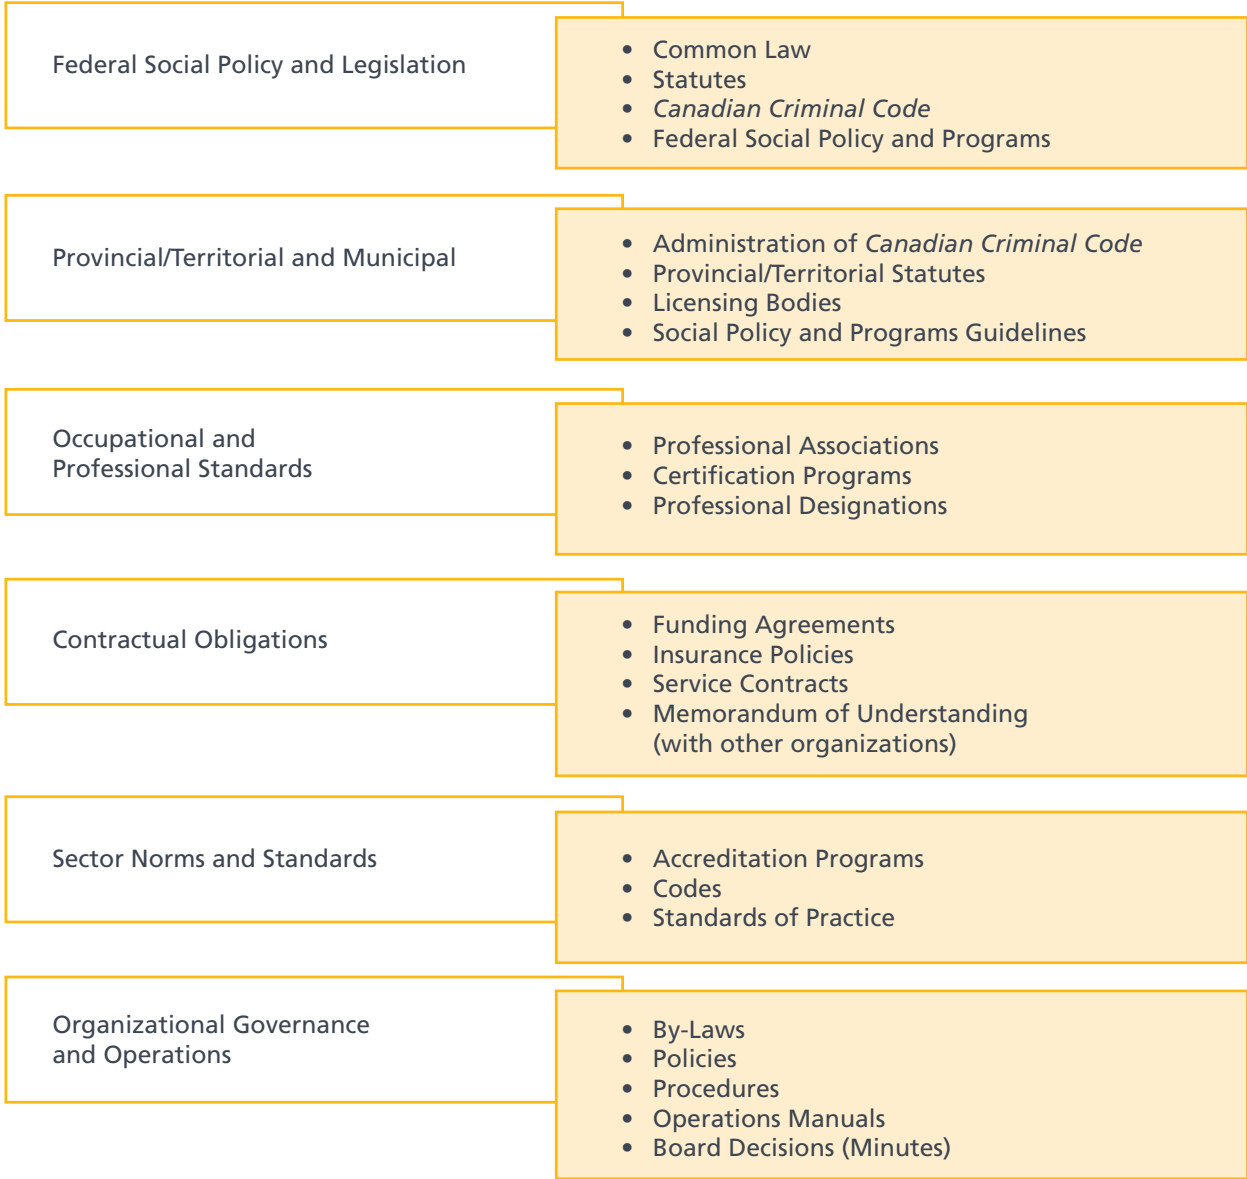 Federal Social Policy and Legislation
• Common Law
• Statutes
• Canadian Criminal Code
• Federal Social Policy and Programs
Provincial/Territorial and Municipal
• Administration of Canadian Criminal Code
• Provincial/Territorial Statutes
• Licensing Bodies
• Social Policy and Programs Guidelines
Occupational and
Professional Standards
• Professional Associations
• Certification Programs
• Professional Designations
Contractual Obligations
• Funding Agreements
• Insurance Policies
• Service Contracts
• Memorandum of Understanding
(with other organizations)
Sector Norms and Standards
• Accreditation Programs
• Codes
• Standards of Practice
Organizational Governance
and Operations
• By-Laws
• Policies
• Procedures
• Operations Manuals
• Board Decisions (Minutes)